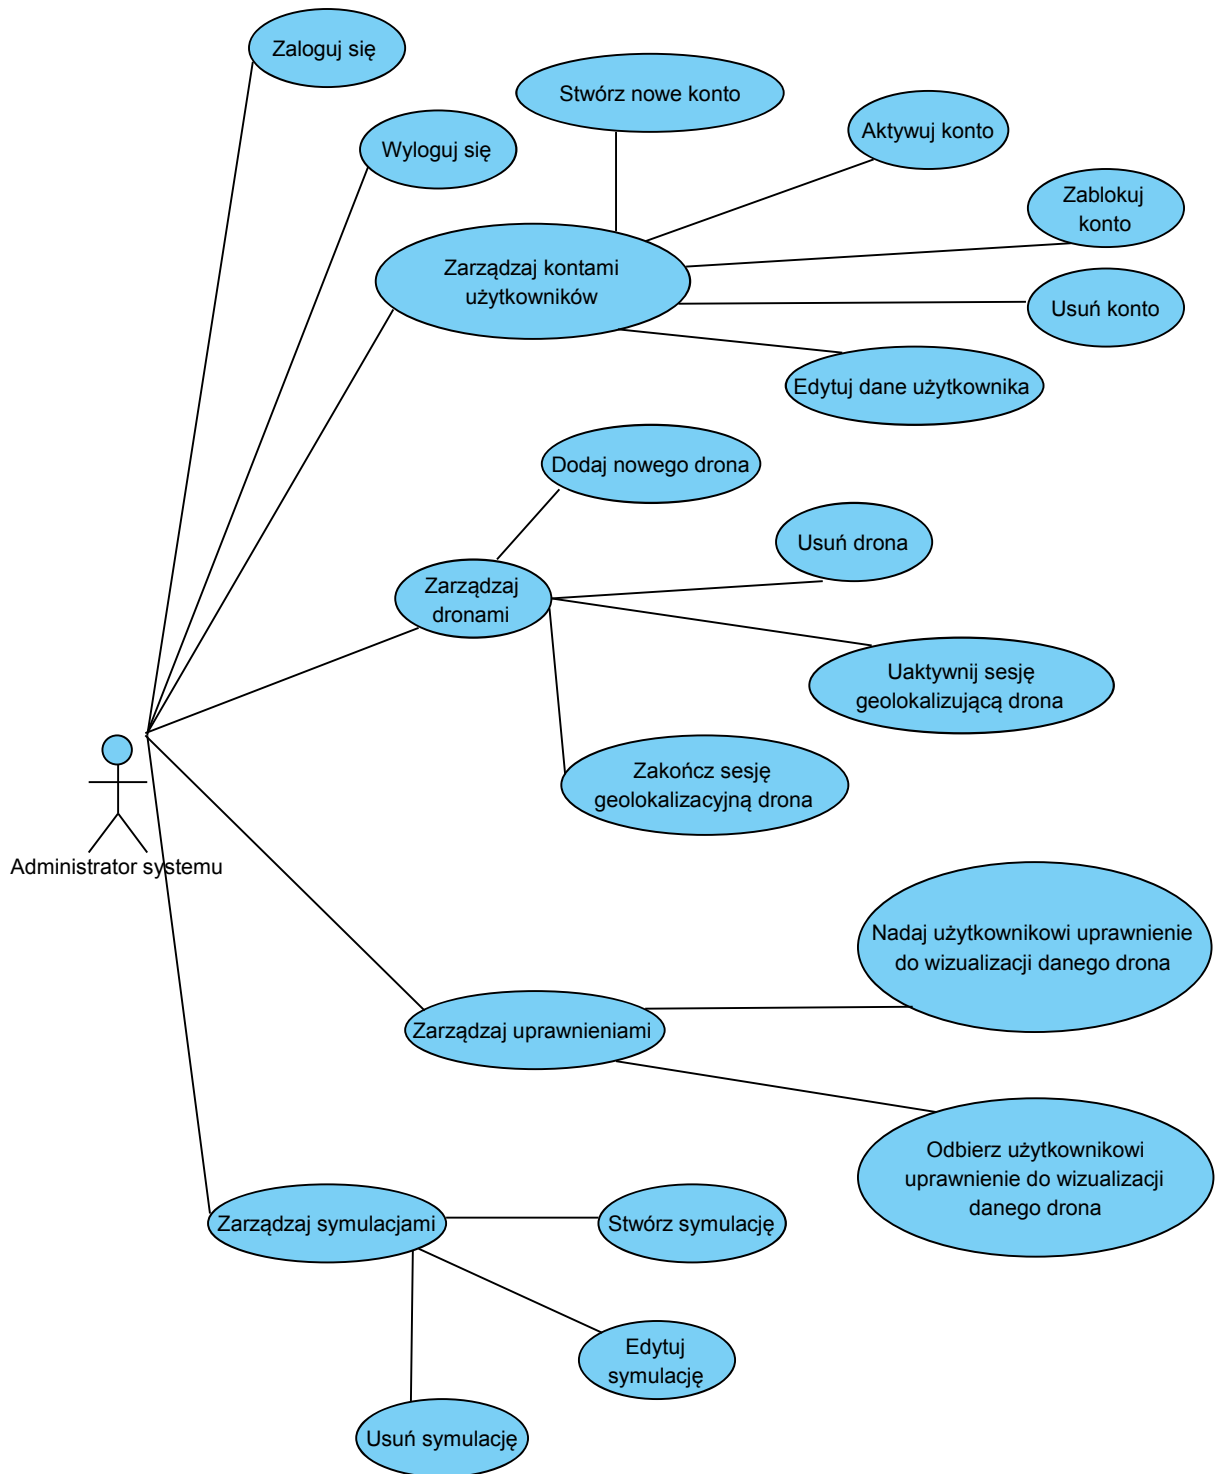 Zaloguj się
Stwórz nowe konto
Aktywuj konto
Wyloguj się
Zablokuj
konto
Zarządzaj kontami
użytkowników
Usuń konto
Edytuj dane użytkownika
Dodaj nowego drona
Usuń drona
Zarządzaj
dronami
Uaktywnij sesję
geolokalizującą drona
Zakończ sesję
geolokalizacyjną drona
Administrator systemu
Nadaj użytkownikowi uprawnienie
do wizualizacji danego drona
Zarządzaj uprawnieniami
Odbierz użytkownikowi
uprawnienie do wizualizacji
danego drona
Zarządzaj symulacjami
Stwórz symulację
Edytuj
symulację
Usuń symulację